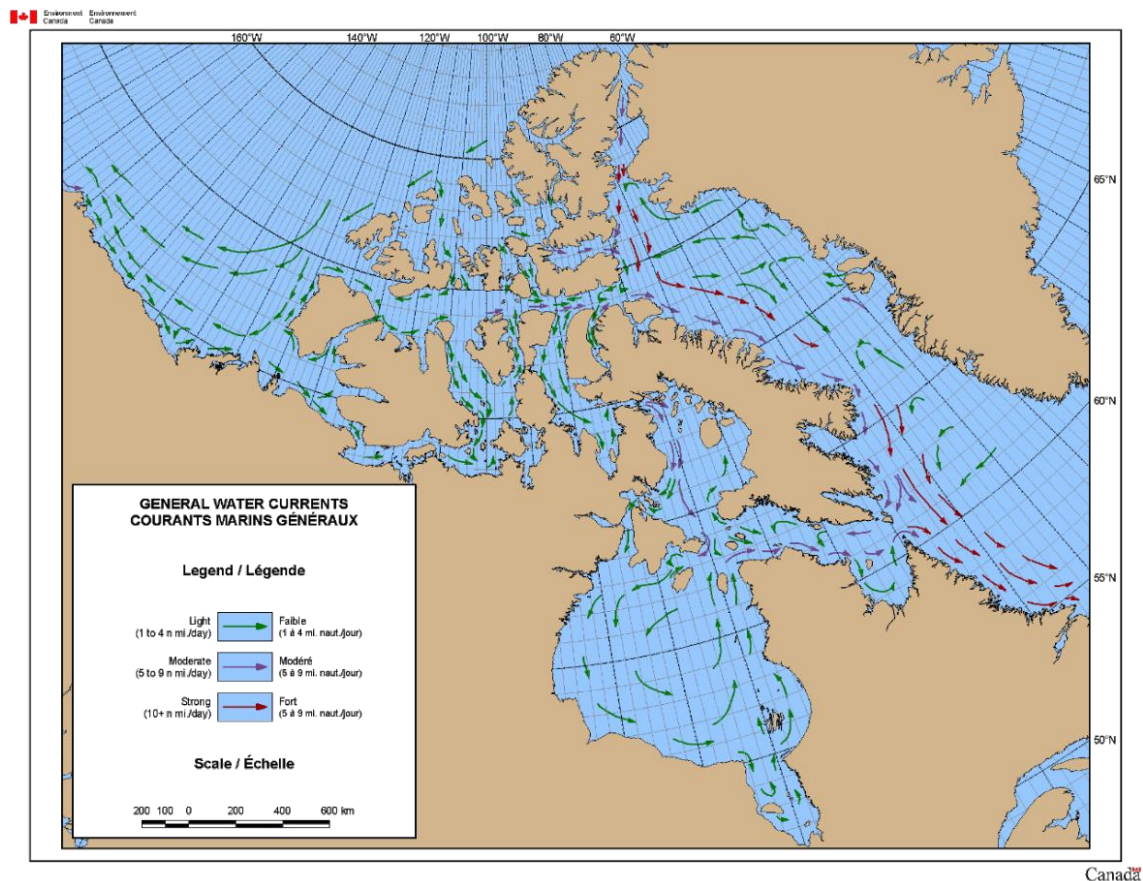 Environment Environnement
Canada Canada
160°W 140°W 120°W 100°W 80°W 60°W
65°N
60°N
55°N
50°N
GENERAL WATER CURRENTS
COURANTS MARINS GÉNÉRAUX
Legend / Légende
Light Faible
(1 to 4 n mi./day) (1 à 4 mi. naut./jour)
Moderate Modéré
(5 to 9 n mi./day) (5 à 9 mi. naut./jour)
Strong Fort
(10+ n mi./day) (5 à 9 mi. naut./jour)
Scale / Échelle
200 100 0 200 400 600 km
Canada